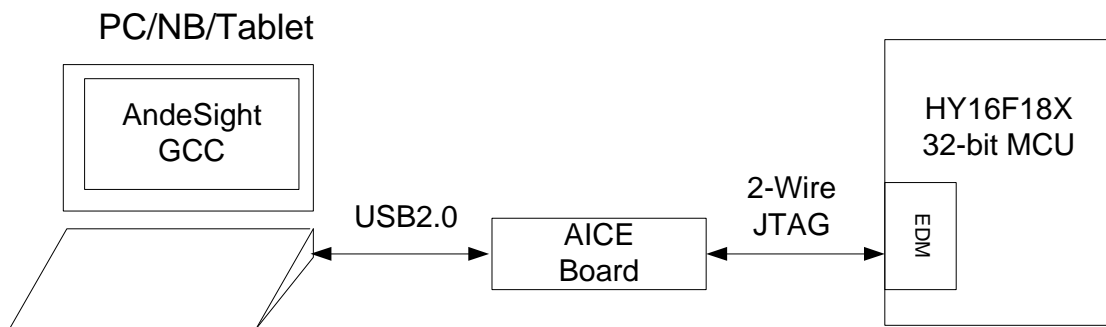 PC/NB/Tablet
AndeSight
GCC
USB2.0
AICE
Board
2-Wire
JTAG
HY16F18X
32-bit MCU
EDM